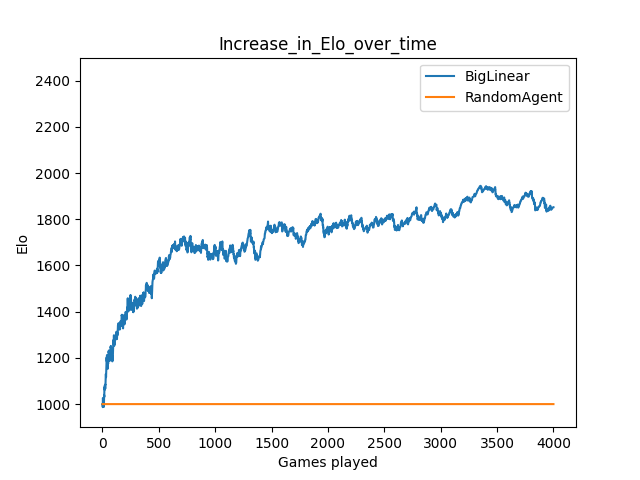 Increase_in_Elo_over_time
BigLinear
RandomAgent
2400
2200
2000
1800
1600
1400
1200
1000
Elo
0 500 1000 1500 2000 2500 3000 3500 4000
Games played